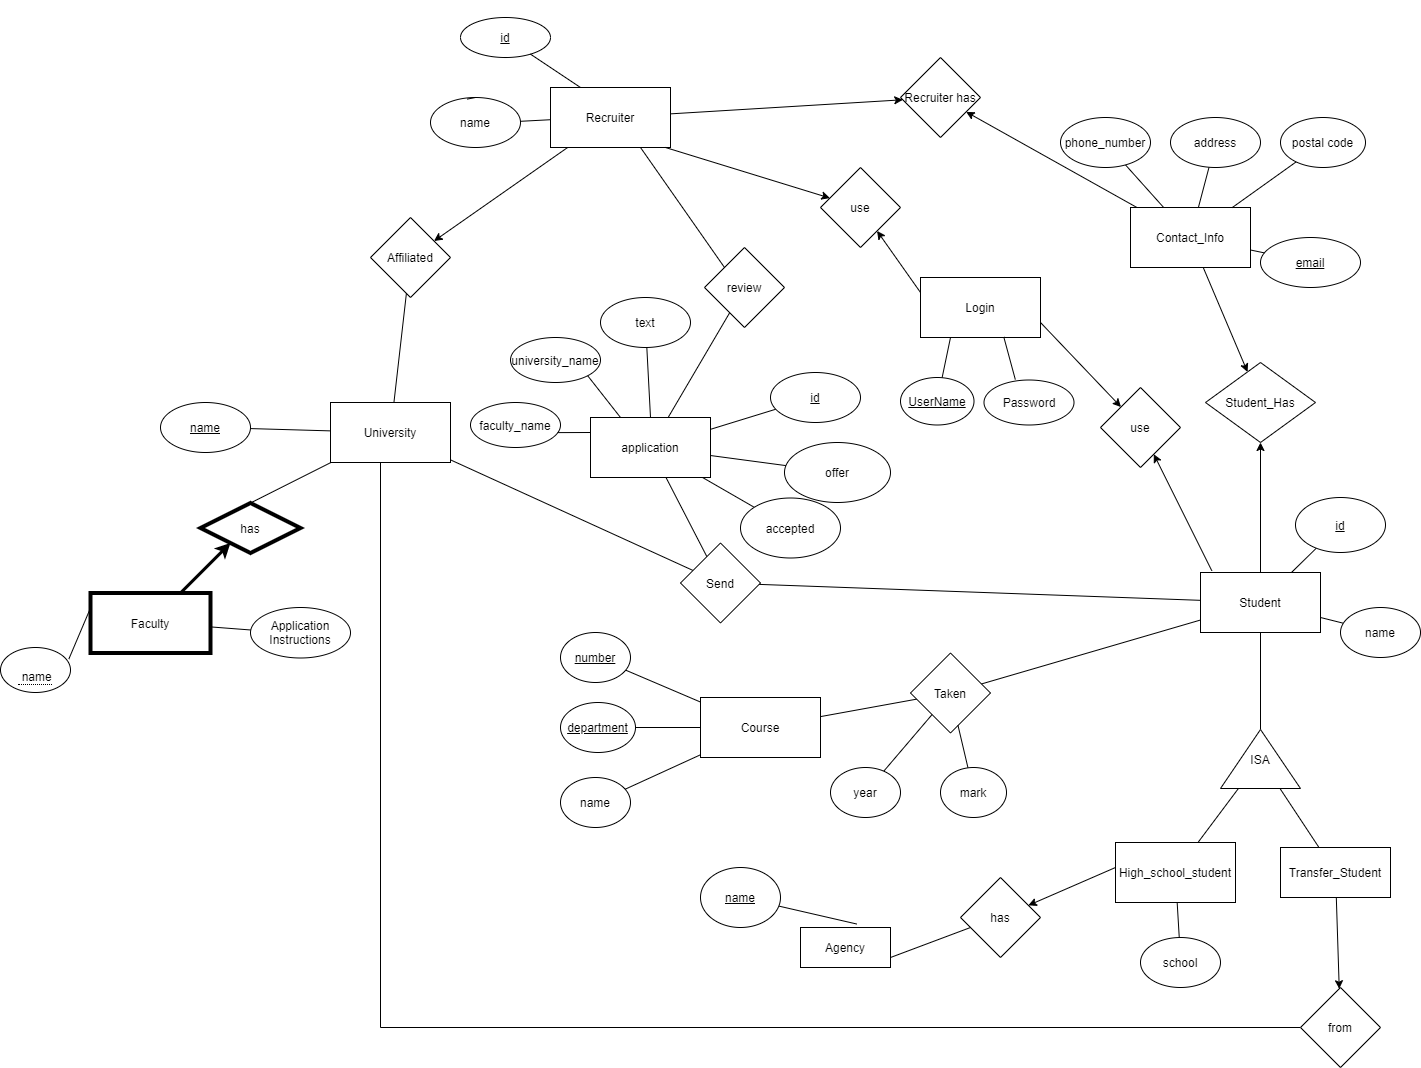 id
Recruiter
name
Recruiter has
phone_number
address
postal code
use
Contact_Info
email
Affiliated
review
Login
text
university_name
UserName
Password
id
Student_Has
name
University
faculty_name
application
use
offer
accepted
has
id
Send
Student
name
Faculty
Application
Instructions
name
number
Taken
department
Course
name
year
mark
ISA
High_school_student
Transfer_Student
name
has
Agency
school
from